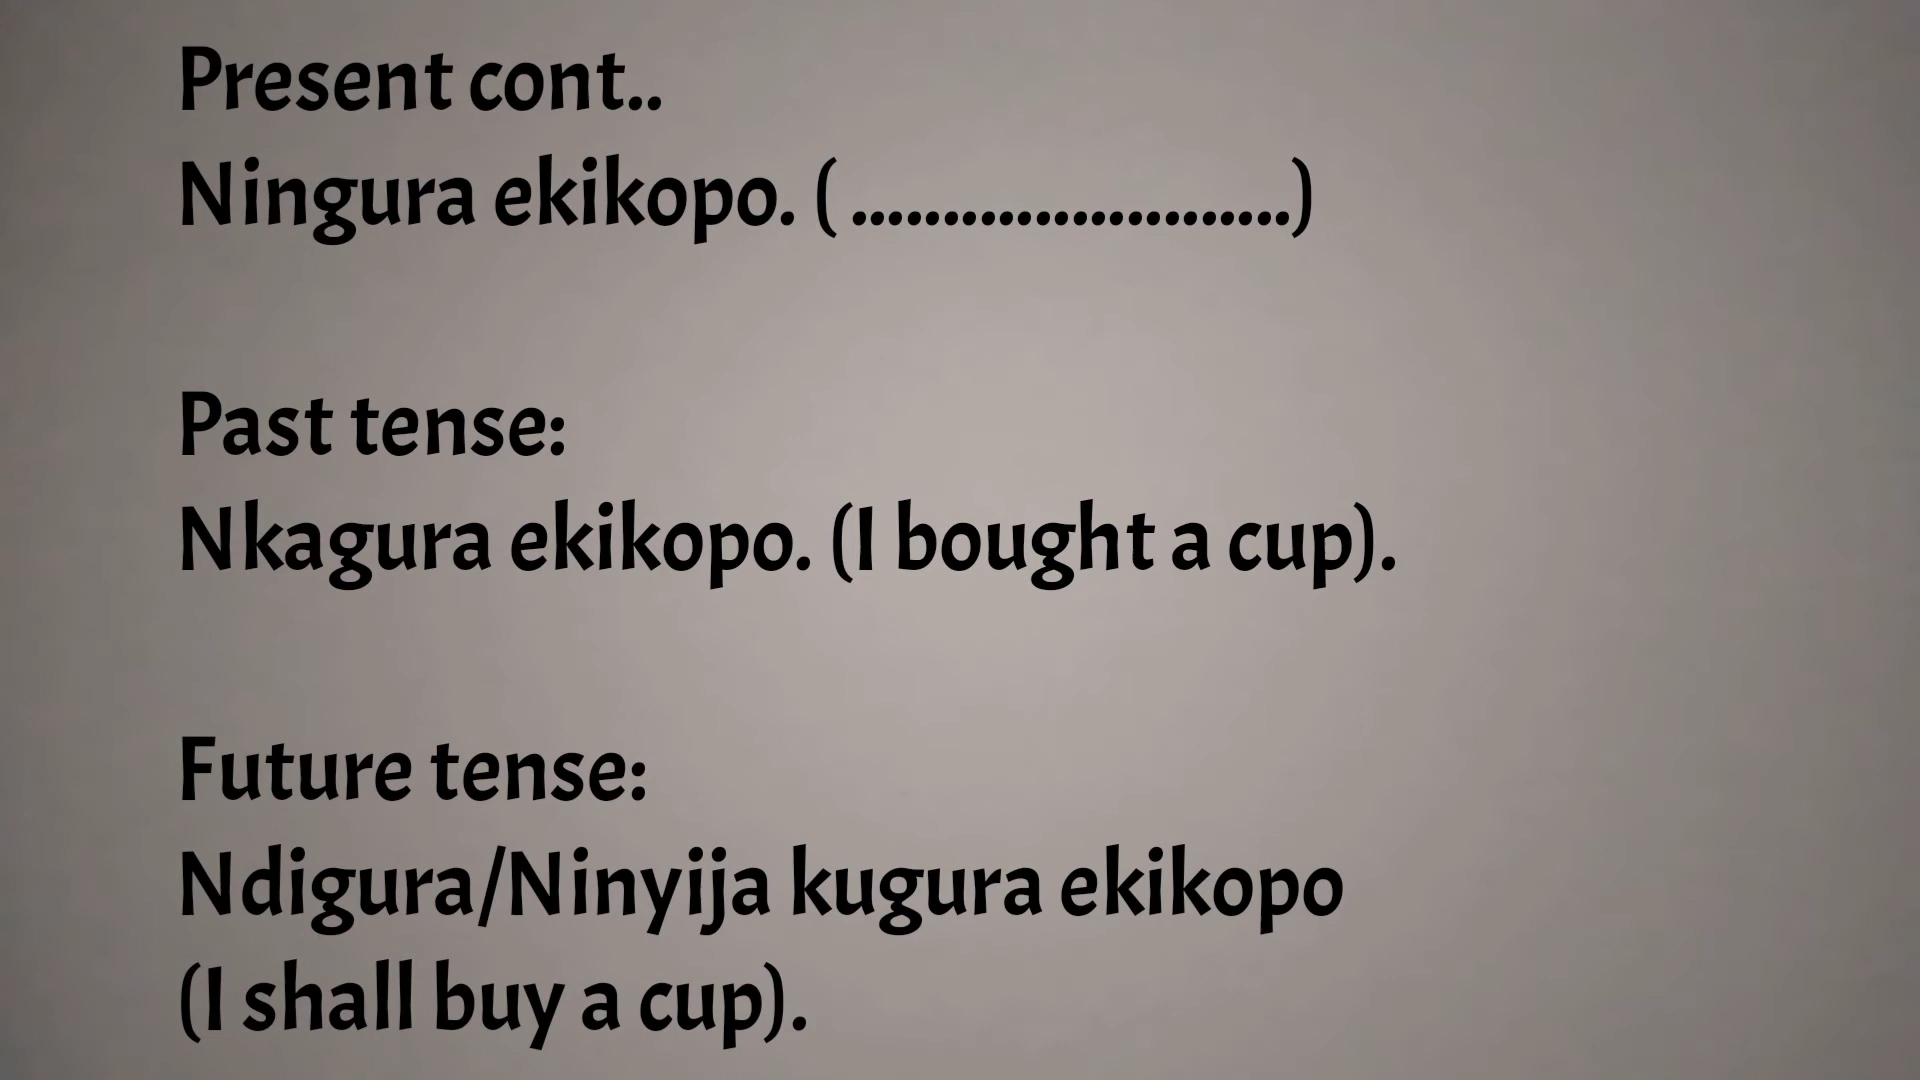 Present cont..
Ningura ekikopo. ( ........................)
Past tense:
Nkagura ekikopo. (I bought a cup).
Future tense:
Ndigura/Ninyija kugura ekikopo
(I shall buy a cup).